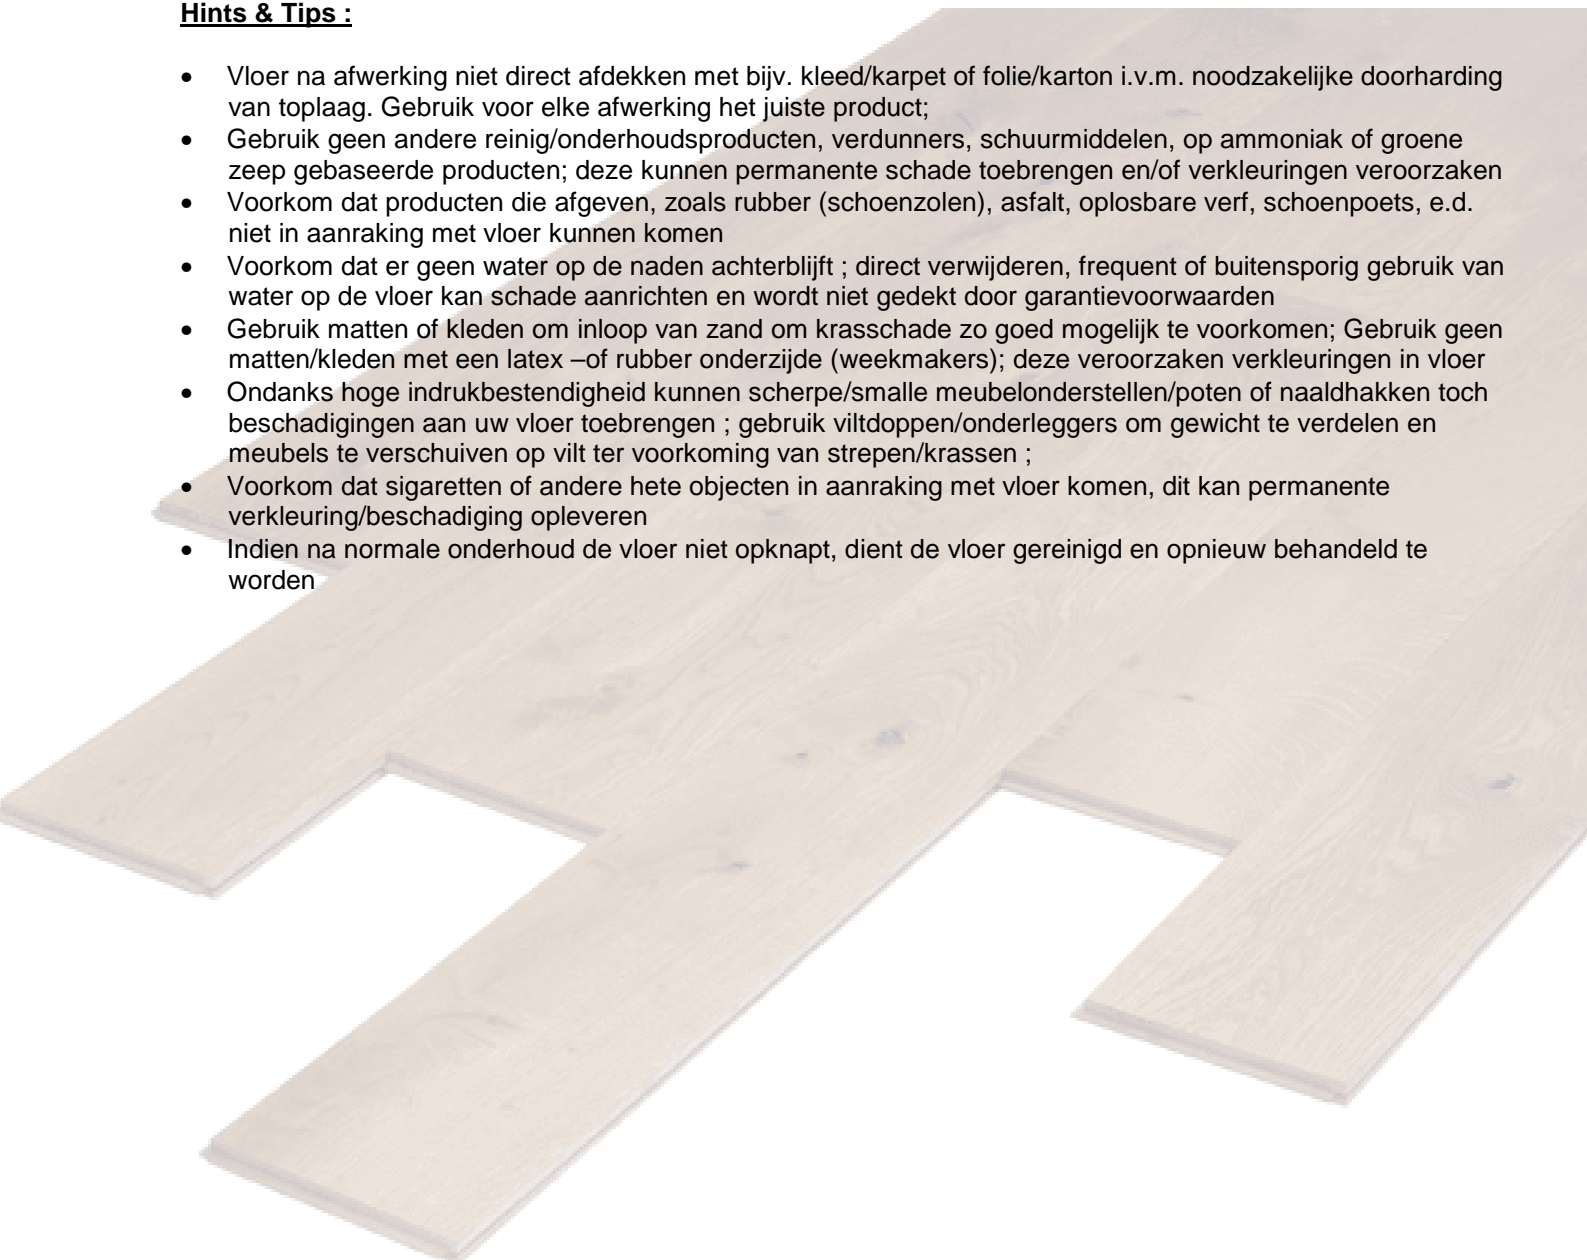 Hints & Tips :
• Vloer na afwerking niet direct afdekken met bijv. kleed/karpet of folie/karton i.v.m. noodzakelijke doorharding
van toplaag. Gebruik voor elke afwerking het juiste product;
• Gebruik geen andere reinig/onderhoudsproducten, verdunners, schuurmiddelen, op ammoniak of groene
zeep gebaseerde producten; deze kunnen permanente schade toebrengen en/of verkleuringen veroorzaken
• Voorkom dat producten die afgeven, zoals rubber (schoenzolen), asfalt, oplosbare verf, schoenpoets, e.d.
niet in aanraking met vloer kunnen komen
• Voorkom dat er geen water op de naden achterblijft ; direct verwijderen, frequent of buitensporig gebruik van
water op de vloer kan schade aanrichten en wordt niet gedekt door garantievoorwaarden
• Gebruik matten of kleden om inloop van zand om krasschade zo goed mogelijk te voorkomen; Gebruik geen
matten/kleden met een latex –of rubber onderzijde (weekmakers); deze veroorzaken verkleuringen in vloer
• Ondanks hoge indrukbestendigheid kunnen scherpe/smalle meubelonderstellen/poten of naaldhakken toch
beschadigingen aan uw vloer toebrengen ; gebruik viltdoppen/onderleggers om gewicht te verdelen en
meubels te verschuiven op vilt ter voorkoming van strepen/krassen ;
• Voorkom dat sigaretten of andere hete objecten in aanraking met vloer komen, dit kan permanente
verkleuring/beschadiging opleveren
• Indien na normale onderhoud de vloer niet opknapt, dient de vloer gereinigd en opnieuw behandeld te
worden